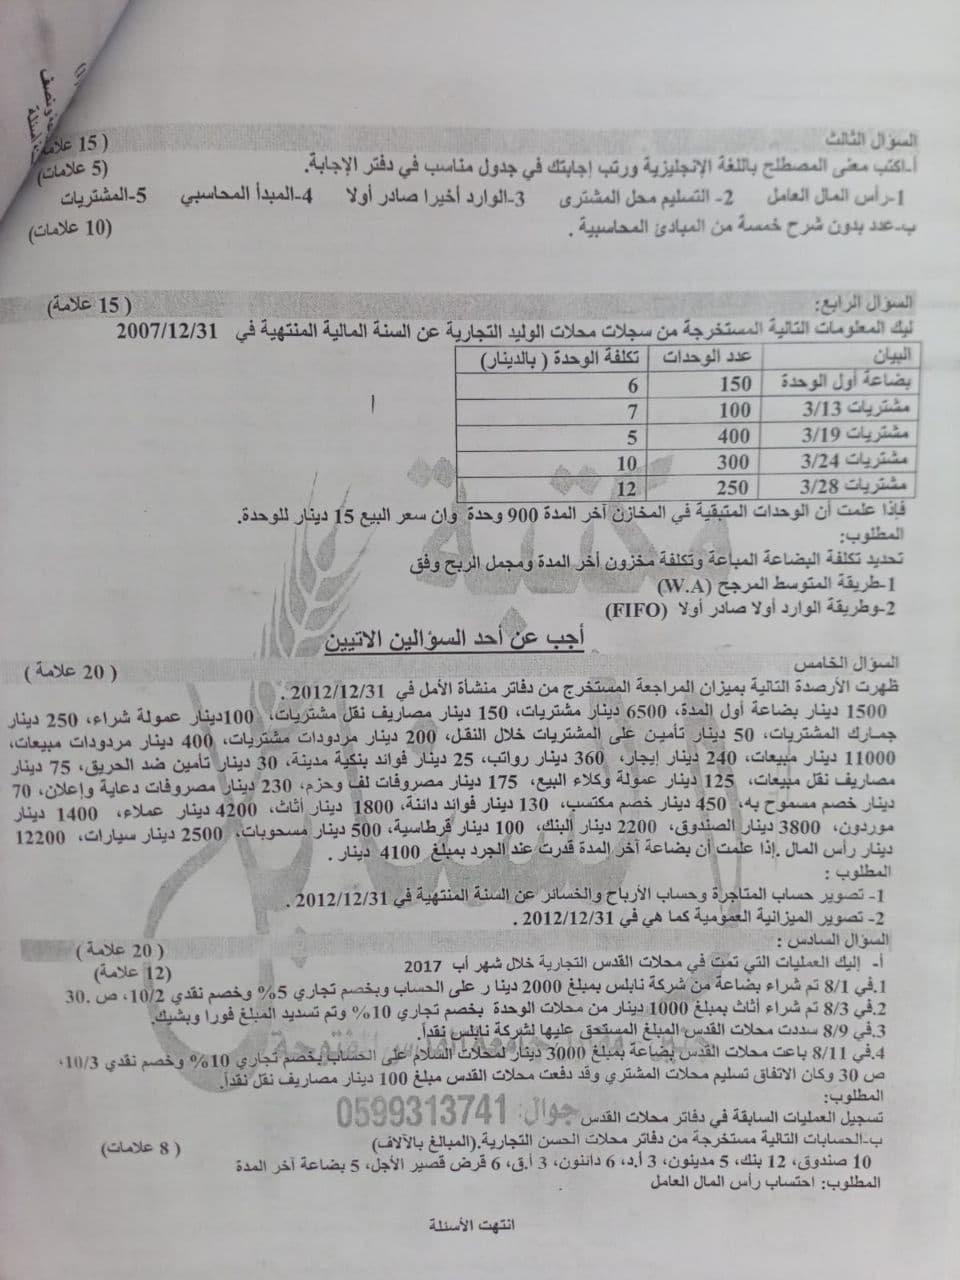 السؤال الثالث (15 علامة)
أ-اكتب معنى المصطلح باللغة الإنجليزية ورتب إجابتك في جدول مناسب في دفتر الإجابة. (5 علامات)
1-رأس المال العامل 2- التسليم محل المشترى 3-الوارد أخيرا صادر أولا 4-المبدأ المحاسبي 5-المشتريات
ب-عدد بدون شرح خمسة من المبادئ المحاسبية . (10 علامات)
السؤال الرابع: (15 علامة)
ليك المعلومات التالية المستخرجة من سجلات محلات الوليد التجارية عن السنة المالية المنتهية في 2007/12/31
البيان عدد الوحدات تكلفة الوحدة (بالدينار)
بضاعة أول الوحدة 150 6
مشتريات 3/13 100 7
مشتريات 3/19 400 5
مشتريات 3/24 300 10
مشتريات 3/28 250 12
فإذا علمت أن الوحدات المتبقية في المخازن آخر المدة 900 وحدة وان سعر البيع 15 دينار للوحدة.
المطلوب:
تحديد تكلفة البضاعة المباعة وتكلفة مخزون أخر المدة ومجمل الربح وفق
1-طريقة المتوسط المرجح (W.A)
2-وطريقة الوارد أولا صادر أولا (FIFO)
أجب عن أحد السؤالين الاتيين
السؤال الخامس (20 علامة)
ظهرت الأرصدة التالية بميزان المراجعة المستخرج من دفاتر منشأة الأمل في 2012/12/31 .
1500 دينار بضاعة أول المدة، 6500 دينار مشتريات، 150 دينار مصاريف نقل مشتريات، 100دينار عمولة شراء، 250 دينار
جمارك المشتريات، 50 دينار تأمين على المشتريات خلال النقل، 200 دينار مردودات مشتريات، 400 دينار مردودات مبيعات،
11000 دينار مبيعات، 240 دينار إيجار، 360 دينار رواتب، 25 دينار فوائد بنكية مدينة، 30 دينار تأمين ضد الحريق، 75 دينار
مصاريف نقل مبيعات، 125 دينار عمولة وكلاء البيع، 175 دينار مصروفات لف وحزم، 230 دينار مصروفات دعاية وإعلان، 70
دينار خصم مسموح به، 450 دينار خصم مكتسب، 130 دينار فوائد دائنة، 1800 دينار أثاث، 4200 دينار عملاء، 1400 دينار
موردون، 3800 دينار الصندوق، 2200 دينار البنك، 100 دينار قرطاسية، 500 دينار مسحوبات، 2500 دينار سيارات، 12200
دينار رأس المال .إذا علمت أن بضاعة آخر المدة قدرت عند الجرد بمبلغ 4100 دينار .
المطلوب :
1- تصوير حساب المتاجرة وحساب الأرباح والخسائر عن السنة المنتهية في 2012/12/31 .
2- تصوير الميزانية العمومية كما هي في 2012/12/31 .
السؤال السادس : (20 علامة)
أ- إليك العمليات التي تمت في محلات القدس التجارية خلال شهر أب 2017 (12 علامة)
1.في 8/1 تم شراء بضاعة من شركة نابلس بمبلغ 2000 دينا ر على الحساب وبخصم تجاري 5% وخصم نقدي 10/2، ص .30
2.في 8/3 تم شراء أثاث بمبلغ 1000 دينار من محلات الوحدة بخصم تجاري 10% وتم تسديد المبلغ فورا وبشيك.
3.في 8/9 سددت محلات القدس المبلغ المستحق عليها لشركة نابلس نقداً.
4.في 8/11 باعت محلات القدس بضاعة بمبلغ 3000 دينار لمحلات السلام على الحساب بخصم تجاري 10% وخصم نقدي 10/3،
ص 30 وكان الاتفاق تسليم محلات المشتري وقد دفعت محلات القدس مبلغ 100 دينار مصاريف نقل نقداً.
المطلوب:
تسجيل العمليات السابقة في دفاتر محلات القدس جوال: 0599313741
ب-الحسابات التالية مستخرجة من دفاتر محلات الحسن التجارية.(المبالغ بالآلاف) (8 علامات)
10 صندوق، 12 بنك، 5 مدينون، 3 أ.د، 6 دائنون، 3 أ.ق، 6 قرض قصير الأجل، 5 بضاعة آخر المدة
المطلوب: احتساب رأس المال العامل
انتهت الأسئلة